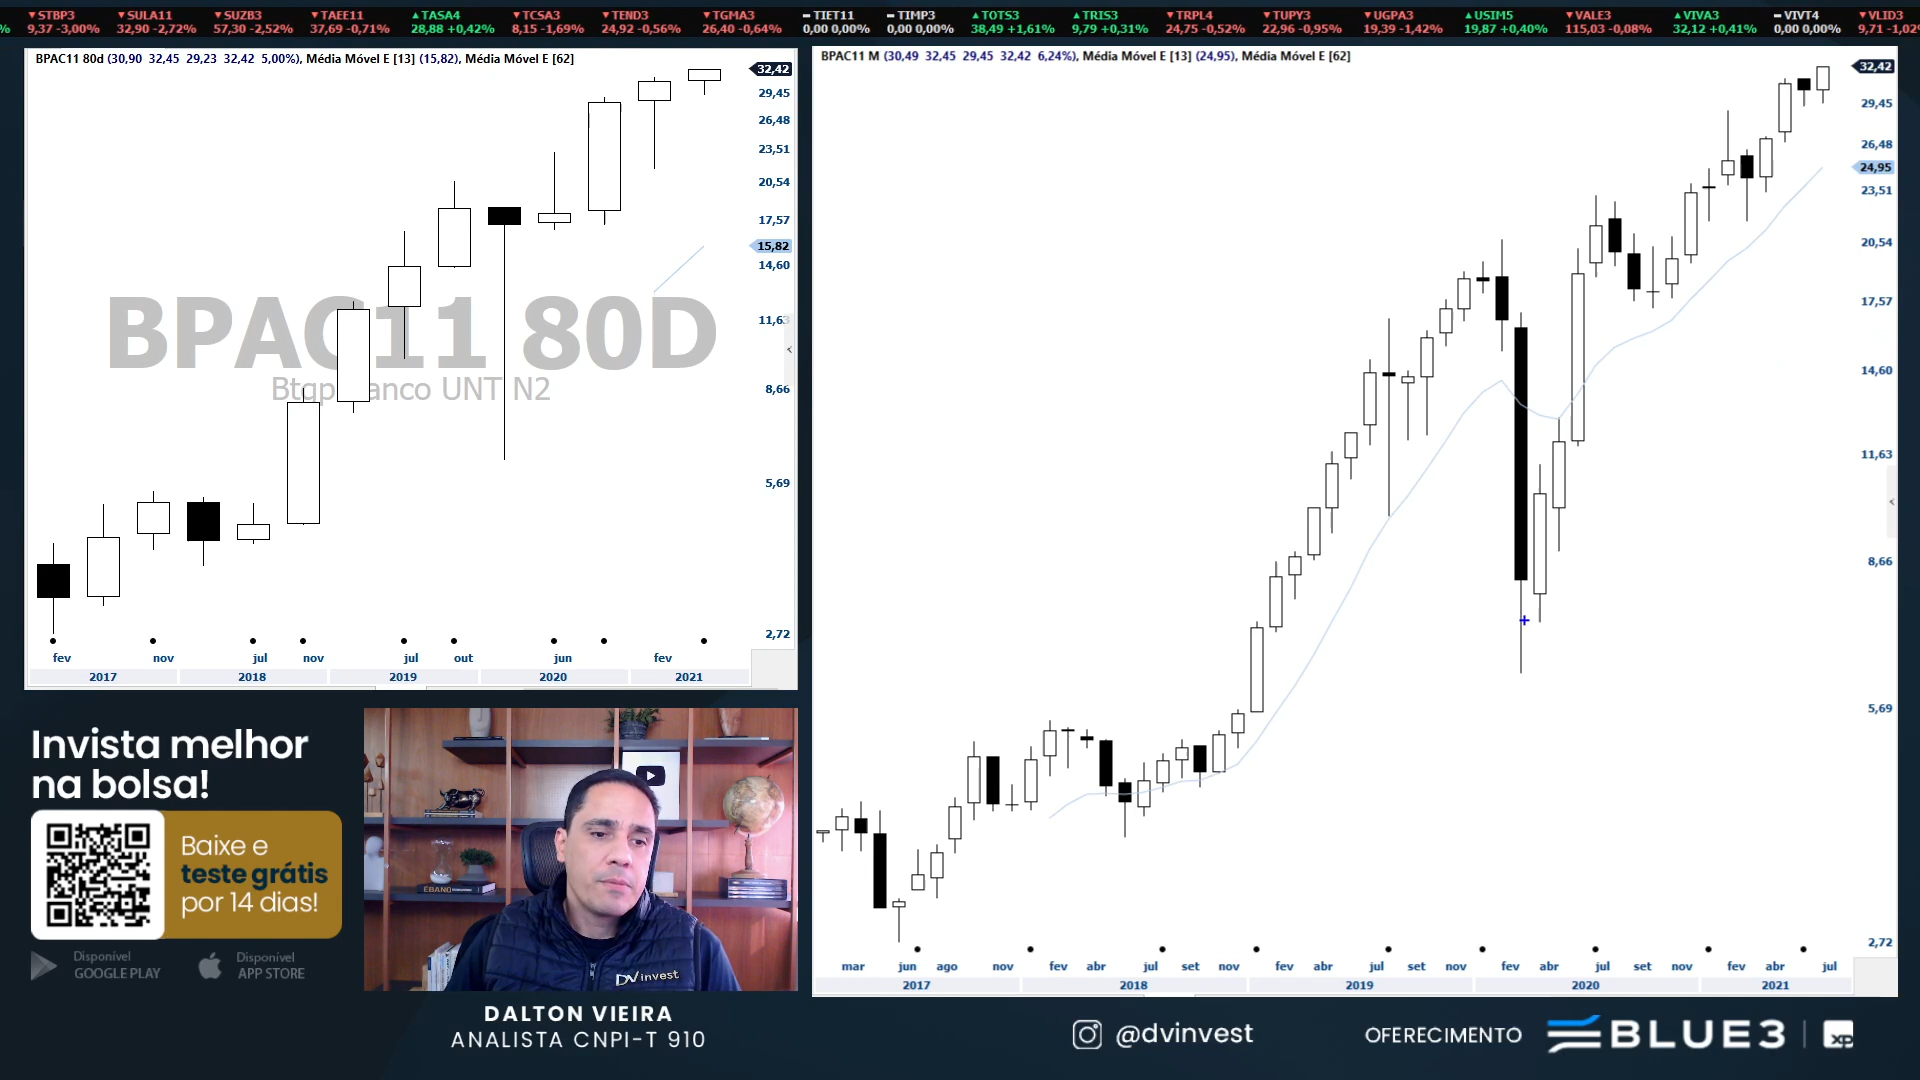 ▼STBP3 ▼SULA11 ▼SUZB3 ▼TAEE11 ▲TASA4 ▼TCSA3 ▼TEND3 ▼TGMA3 TIET11 TIMP3 ▲TOTS3 ▲TRIS3 ▼TRPL4 ▼TUPY3 ▼UGPA3 ▲USIM5 ▼VALE3 ▲VIVA3 VIVT4 ▼VLID3
% 9,37 -3,00% 32,90 -2,72% 57,30 -2,52% 37,69 -0,71% 28,88 +0,42% 8,15 -1,69% 24,92 -0,56% 26,40 -0,64% 0,00 0,00% 0,00 0,00% 38,49 +1,61% 9,79 +0,31% 24,75 -0,52% 22,96 -0,95% 19,39 -1,42% 19,87 +0,40% 115,03 -0,08% 32,12 +0,41% 0,00 0,00% 9,71 -1,02
BPAC11 80d (30,90 32,45 29,23 32,42 5,00%), Média Móvel E [13] (15,82), Média Móvel E [62]
32,42
29,45
26,48
23,51
20,54
17,57
15,82
14,60
11,63
8,66
5,69
2,72
BPAC11 80D
Btgp Banco UNT N2
fev nov jul nov jul out jun fev
2017 2018 2019 2020 2021
BPAC11 M (30,49 32,45 29,45 32,42 6,24%), Média Móvel E [13] (24,95), Média Móvel E [62]
32,42
29,45
26,48
24,95
23,51
20,54
17,57
14,60
11,63
8,66
5,69
2,72
mar jun ago nov fev abr jul set nov fev abr jul set nov fev abr jul set nov fev abr jul
2017 2018 2019 2020 2021
Invista melhor
na bolsa!
Baixe e
teste grátis
por 14 dias!
Disponível
GOOGLE PLAY
Disponível
APP STORE
EBANO
DV invest
DALTON VIEIRA
ANALISTA CNPI-T 910
@dvinvest
OFERECIMENTO
BLUE3
xp